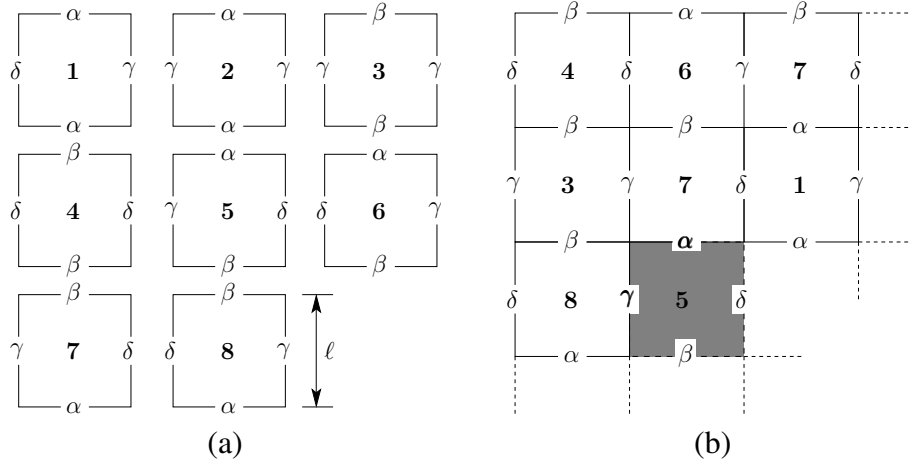 α α β β α β
δ 1 γ γ 2 γ γ 3 γ δ 4 δ 6 γ 7 δ
α α β β β α
β α α γ 3 γ 7 δ 1 γ
δ 4 δ γ 5 δ δ 6 γ β α α
β β β δ 8 γ 5 δ
β β α β
γ 7 δ δ 8 γ ℓ
α α
(a) (b)